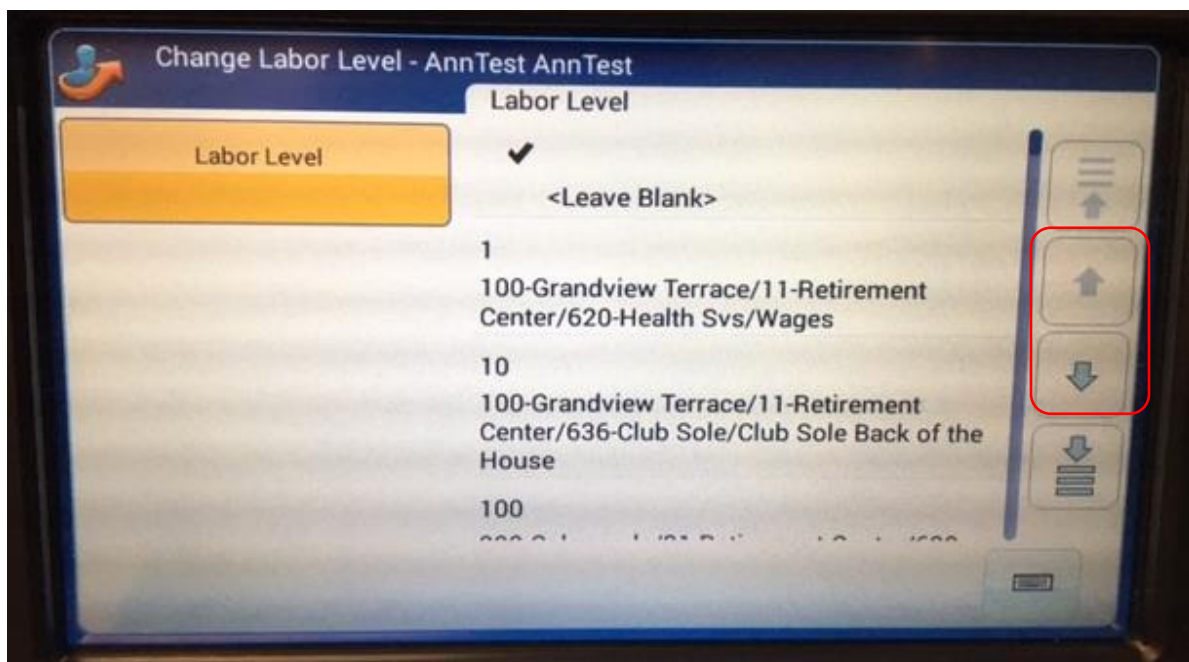 Change Labor Level - AnnTest AnnTest
Labor Level
Labor Level
<Leave Blank>
1
100-Grandview Terrace/11-Retirement
Center/620-Health Svs/Wages
10
100-Grandview Terrace/11-Retirement
Center/636-Club Sole/Club Sole Back of the
House
100